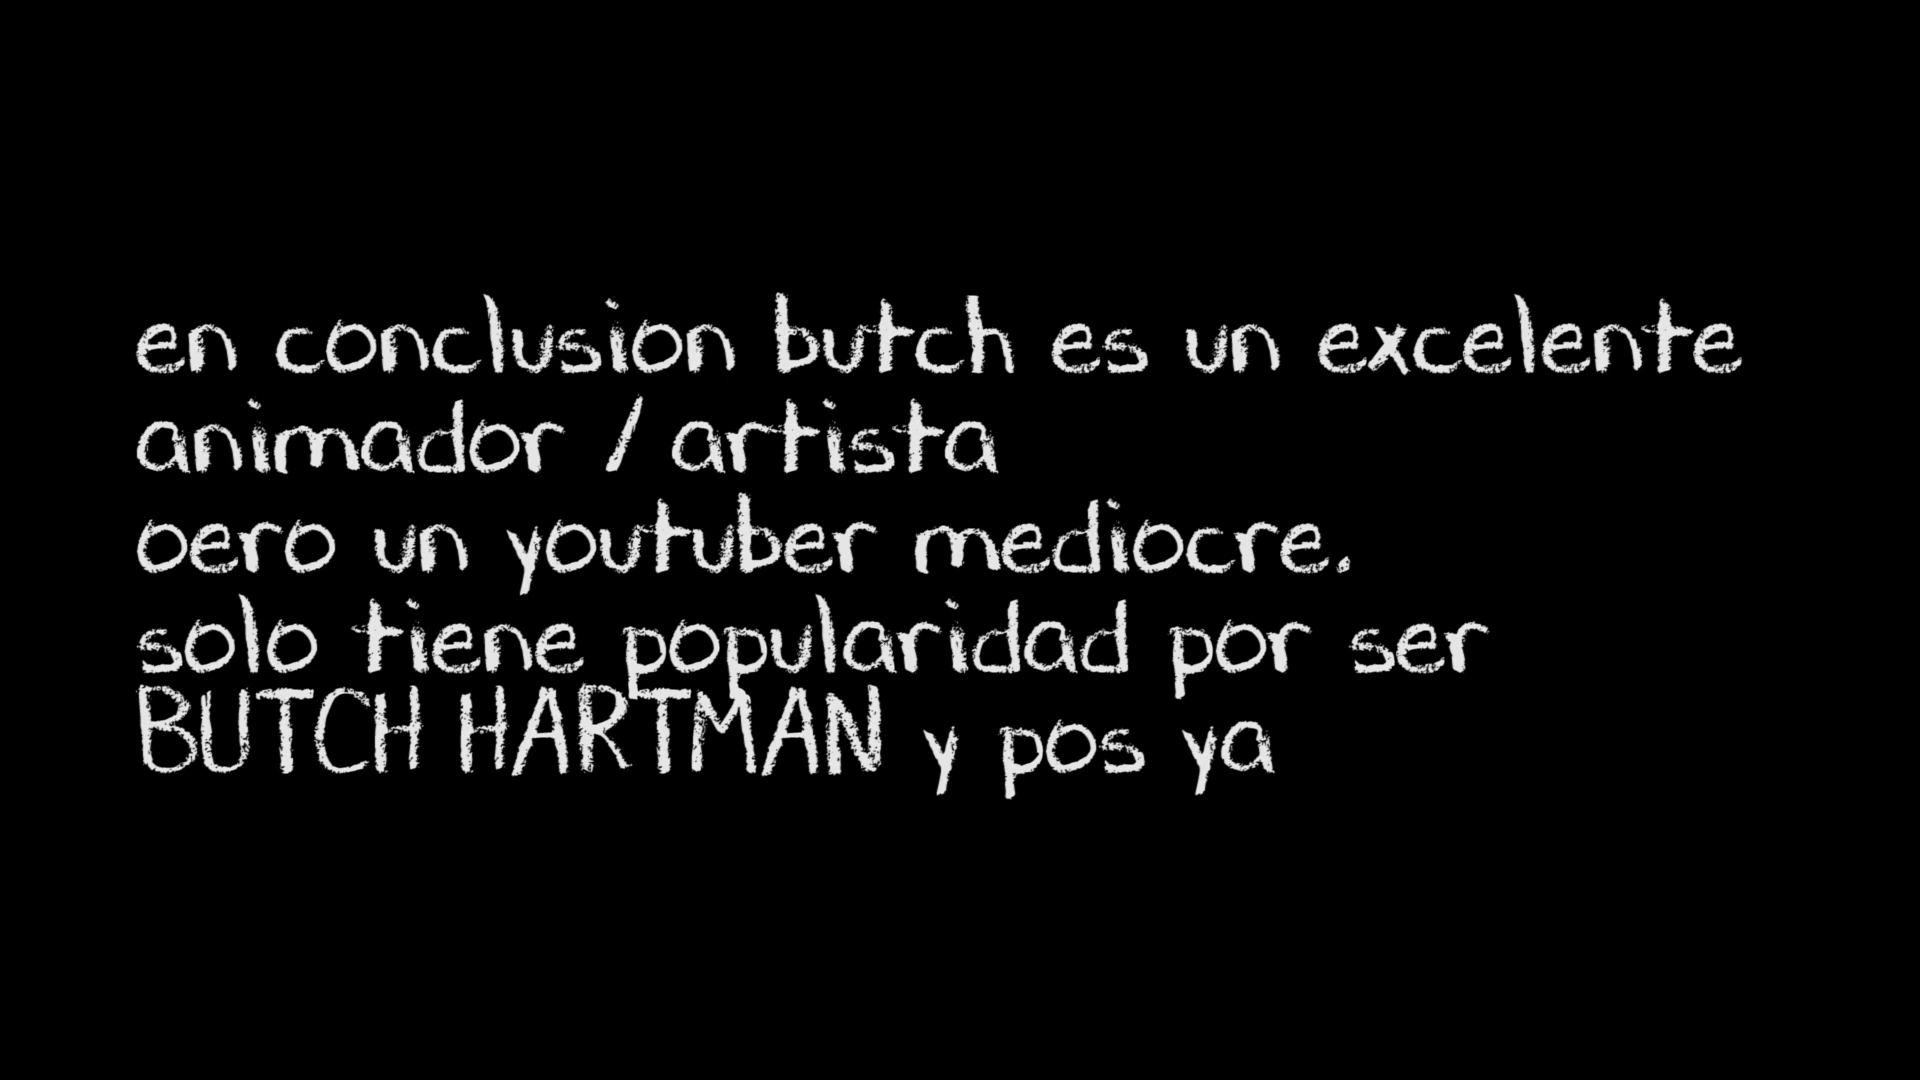 en conclusion butch es un excelente
animador / artista
oero un youtuber mediocre.
solo tiene popularidad por ser
BUTCH HARTMAN y pos ya